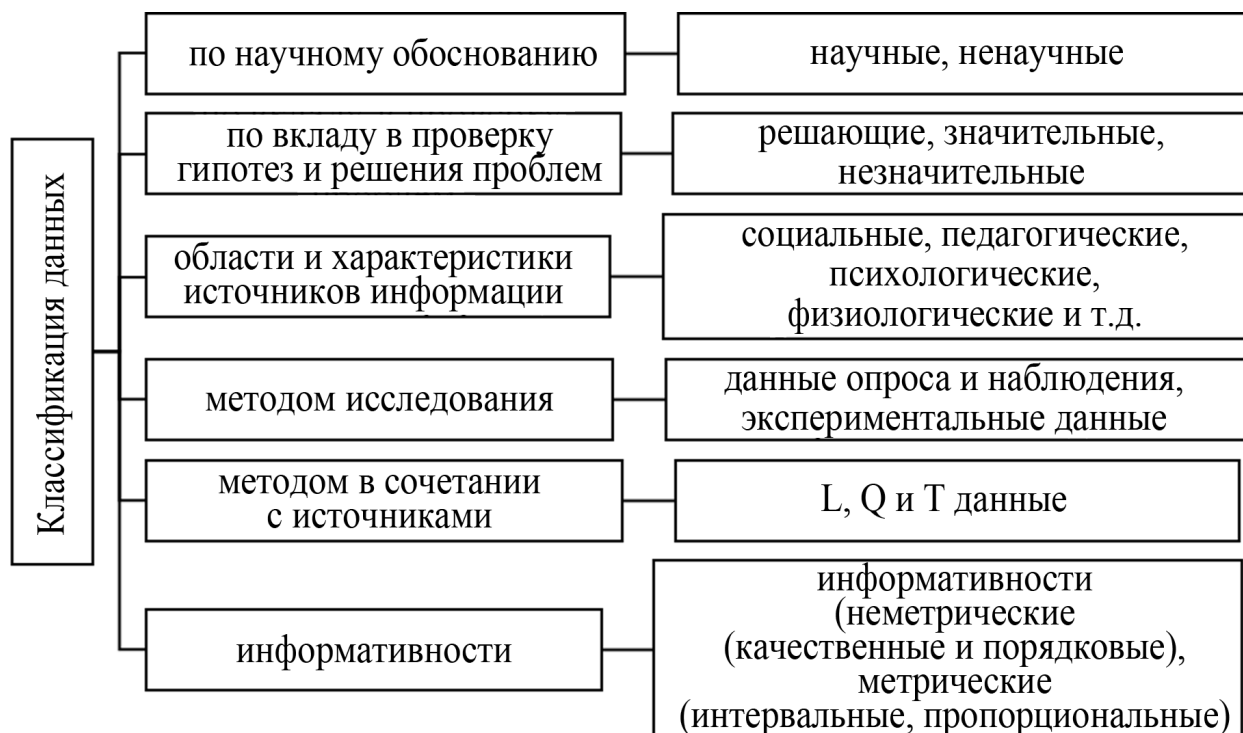 Классификация данных
по научному обоснованию
научные, ненаучные
по вкладу в проверку
гипотез и решения проблем
решающие, значительные,
незначительные
области и характеристики
источников информации
социальные, педагогические,
психологические,
физиологические и т.д.
методом исследования
данные опроса и наблюдения,
экспериментальные данные
методом в сочетании
с источниками
L, Q и T данные
информативности
информативности
(неметрические
(качественные и порядковые),
метрические
(интервальные, пропорциональные)